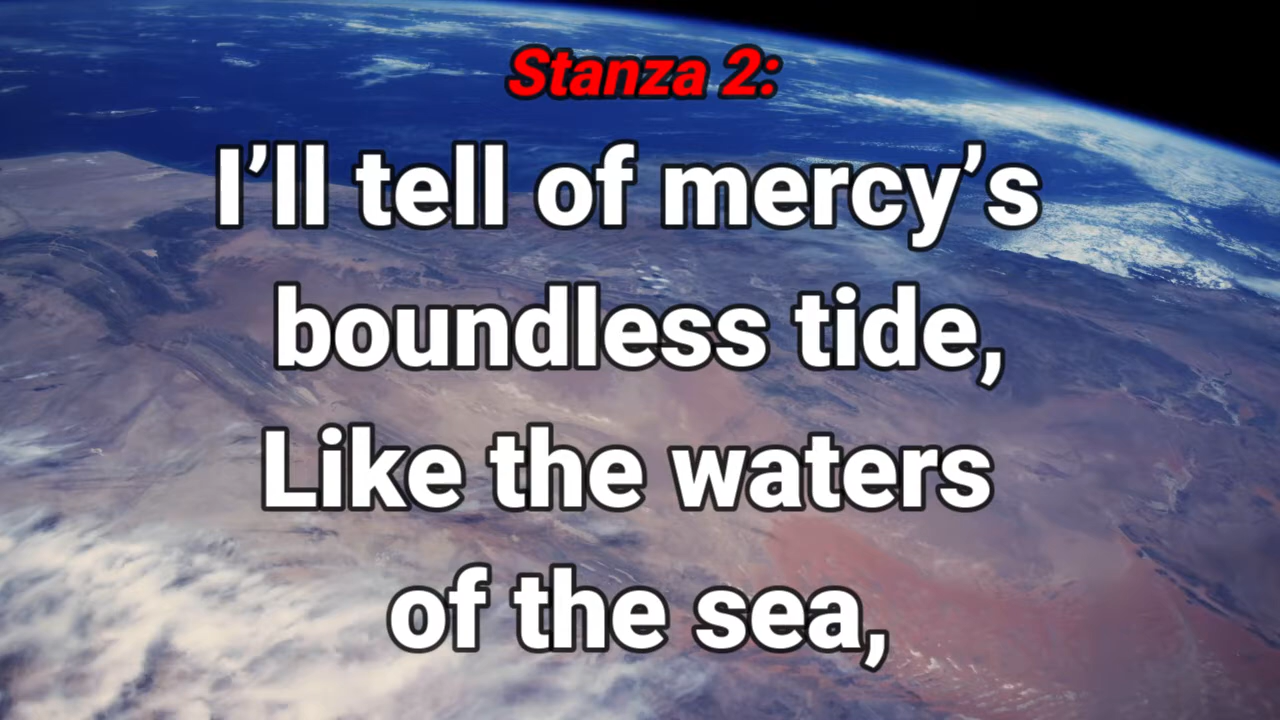 Stanza 2:
I’ll tell of mercy’s
boundless tide,
Like the waters
of the sea,